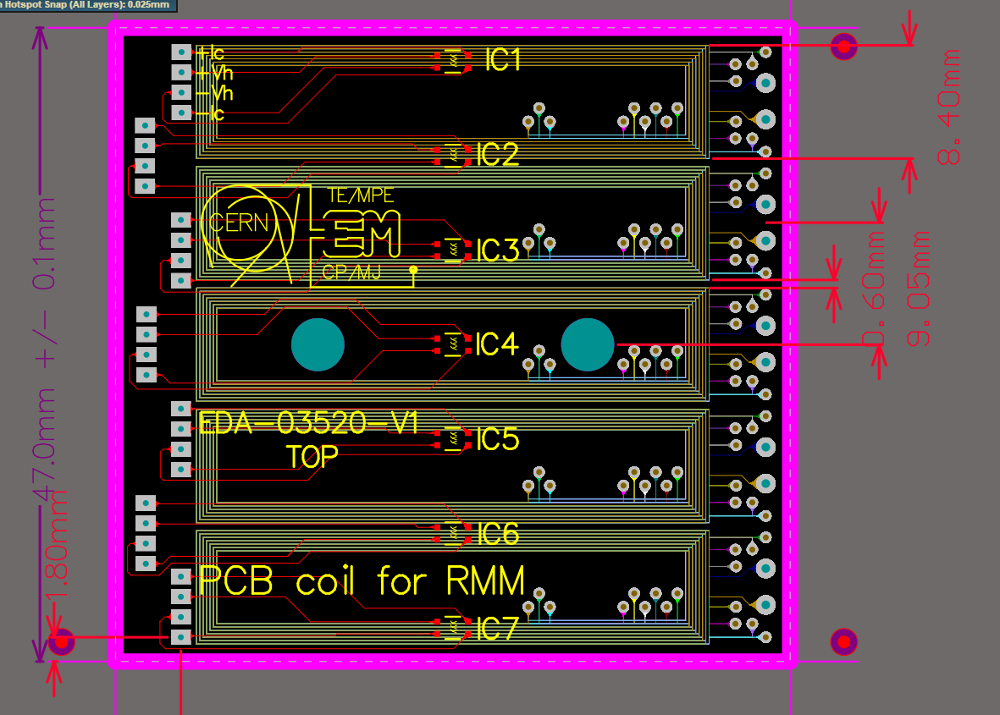 n Hotspot Snap (All Layers): 0.025mm
+Ic
+Vh
-Vh
-Ic
IC1
IC2
TE/MPE
CERN
CP/MJ
IC3
IC4
EDA-03520-V1
TOP
IC5
IC6
PCB coil for RMM
IC7
47.0mm +/- 0.1mm
1.80mm
8.40mm
0.60mm
9.05mm